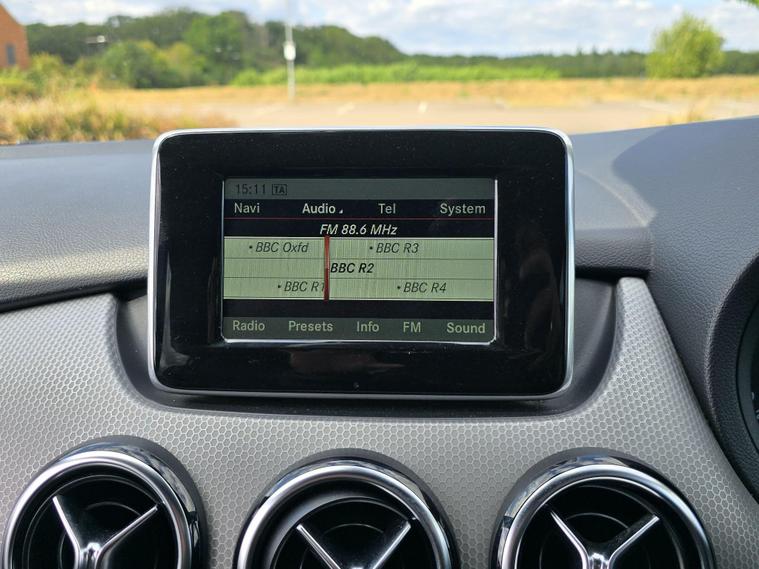 15:11 TA
Navi Audio Tel System
FM 88.6 MHz
• BBC Oxfd • BBC R3
BBC R2
• BBC R1 • BBC R4
Radio Presets Info FM Sound